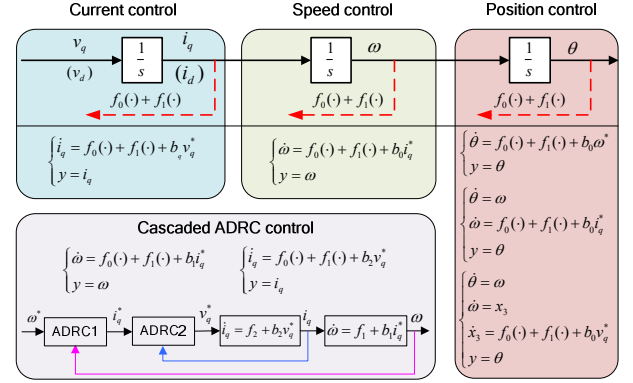 Current control
Speed control
Position control
v_q
(v_d)
1/s
i_q
(i_d)
f_0(·) + f_1(·)
1/s
ω
f_0(·) + f_1(·)
1/s
θ
f_0(·) + f_1(·)
i̇_q = f_0(·) + f_1(·) + b_q v_q^*
y = i_q
ω̇ = f_0(·) + f_1(·) + b_0 i_q^*
y = ω
θ̇ = f_0(·) + f_1(·) + b_0 ω^*
y = θ
θ̇ = ω
ω̇ = f_0(·) + f_1(·) + b_0 i_q^*
y = θ
θ̇ = ω
ω̇ = x_3
ẋ_3 = f_0(·) + f_1(·) + b_0 v_q^*
y = θ
Cascaded ADRC control
ω̇ = f_0(·) + f_1(·) + b_1 i_q^*
y = ω
i̇_q = f_0(·) + f_1(·) + b_2 v_q^*
y = i_q
ω^*
ADRC1
i_q^*
ADRC2
v_q^*
i̇_q = f_2 + b_2 v_q^*
i_q
ω̇ = f_1 + b_1 i_q^*
ω